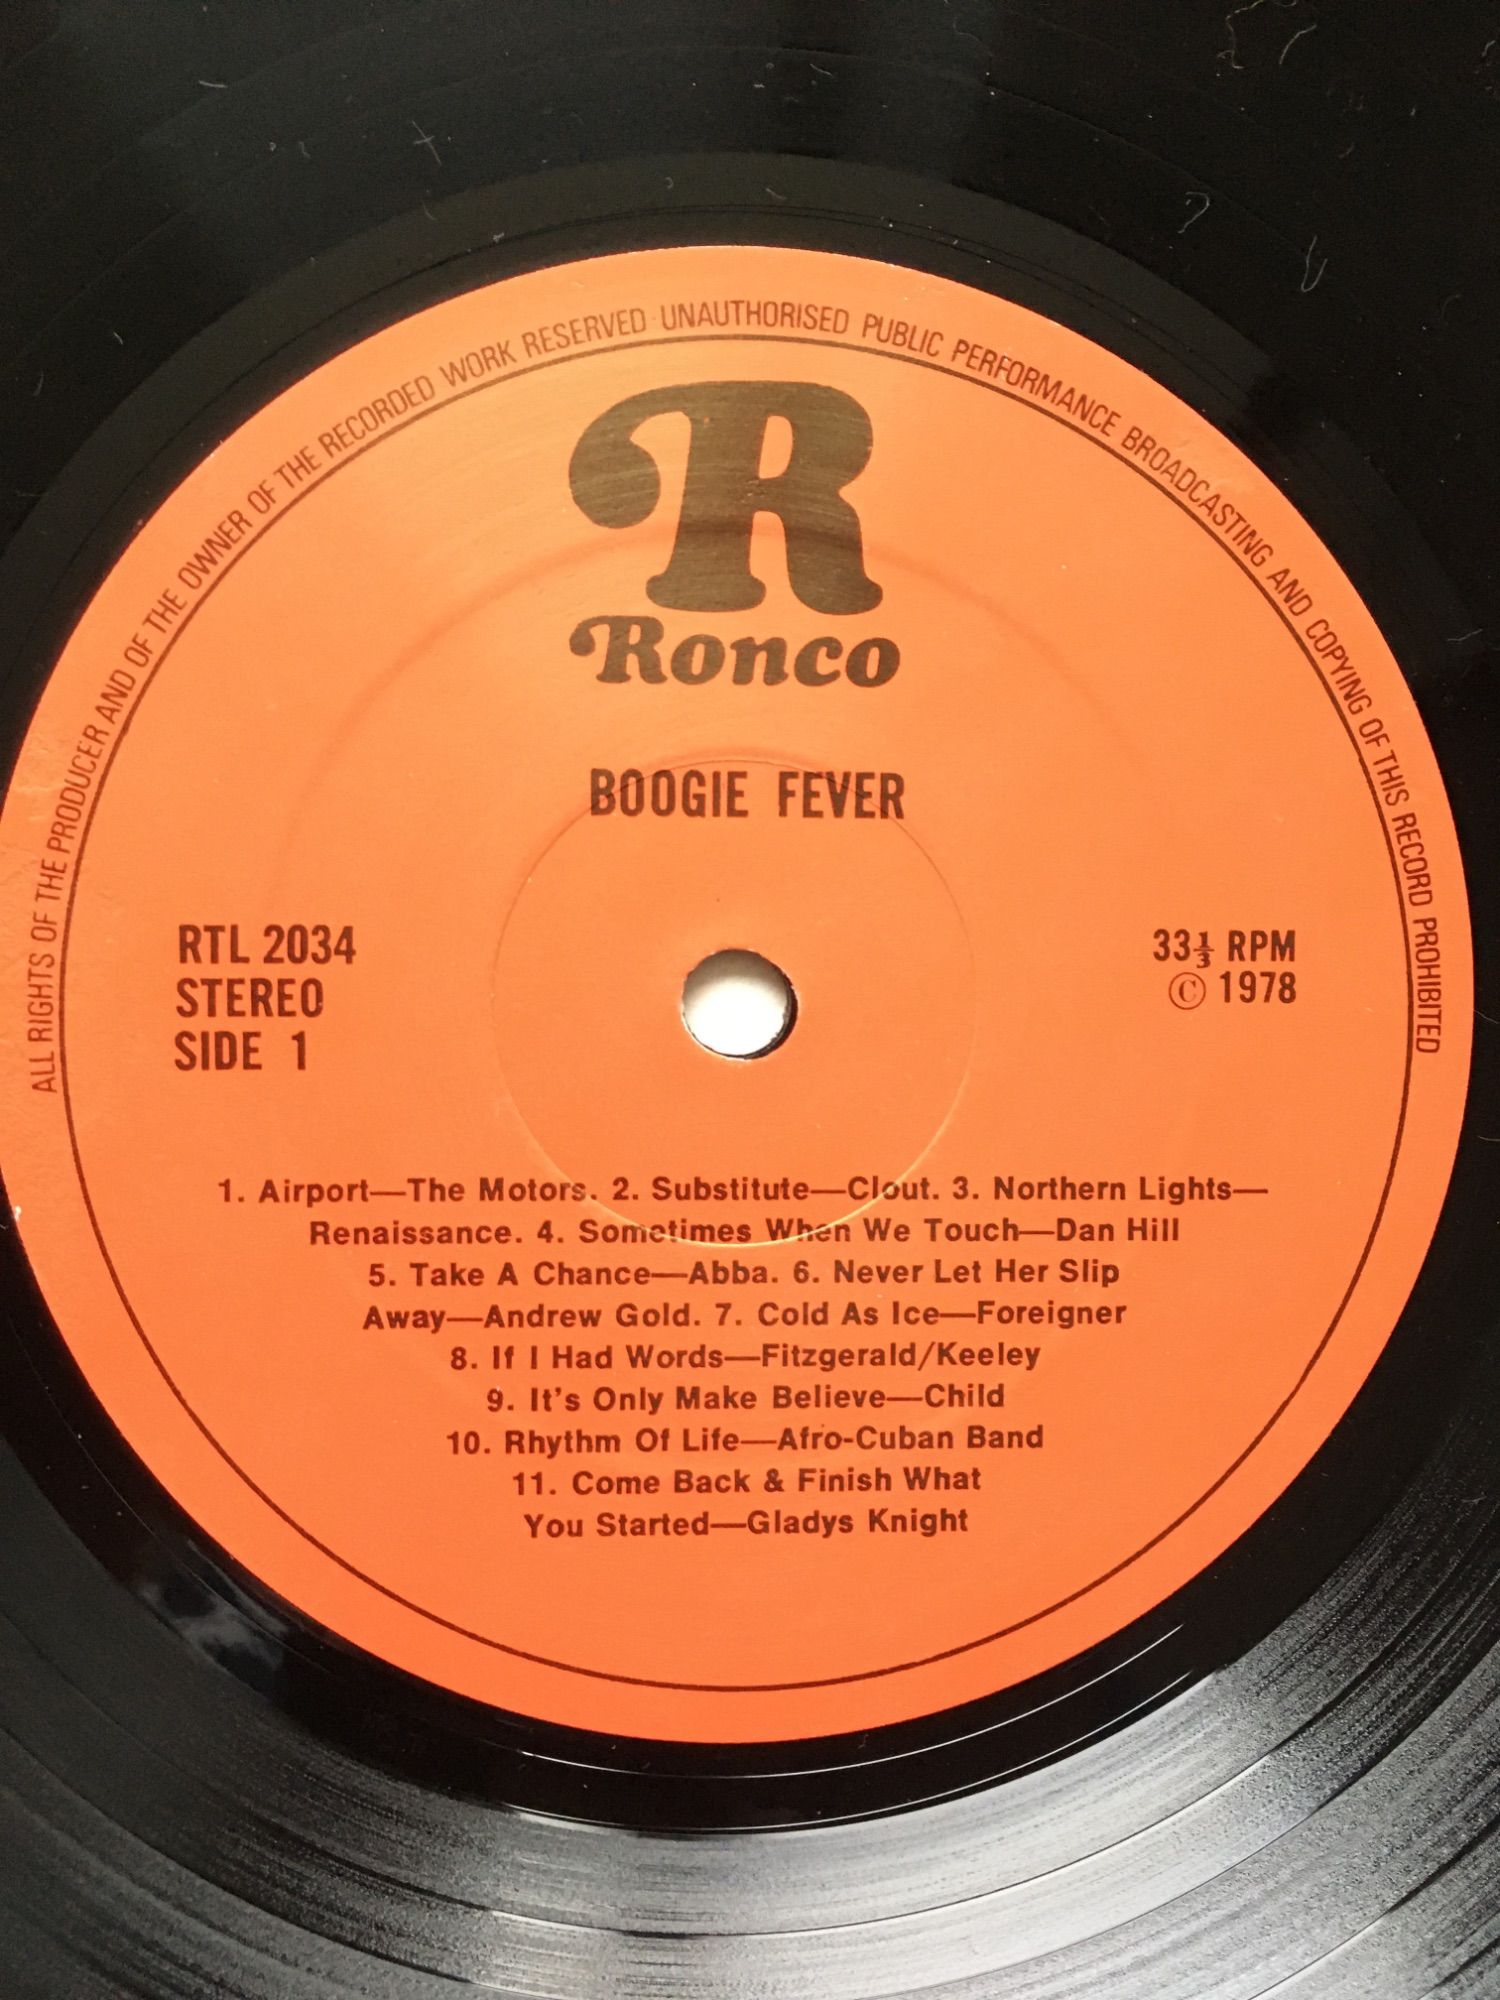 ALL RIGHTS OF THE PRODUCER AND OF THE OWNER OF THE RECORDED WORK RESERVED · UNAUTHORISED PUBLIC PERFORMANCE BROADCASTING AND COPYING OF THIS RECORD PROHIBITED
R
Ronco
BOOGIE FEVER
RTL 2034
STEREO
SIDE 1
33⅓ RPM
© 1978
1. Airport—The Motors. 2. Substitute—Clout. 3. Northern Lights—
Renaissance. 4. Sometimes When We Touch—Dan Hill
5. Take A Chance—Abba. 6. Never Let Her Slip
Away—Andrew Gold. 7. Cold As Ice—Foreigner
8. If I Had Words—Fitzgerald/Keeley
9. It's Only Make Believe—Child
10. Rhythm Of Life—Afro-Cuban Band
11. Come Back & Finish What
You Started—Gladys Knight